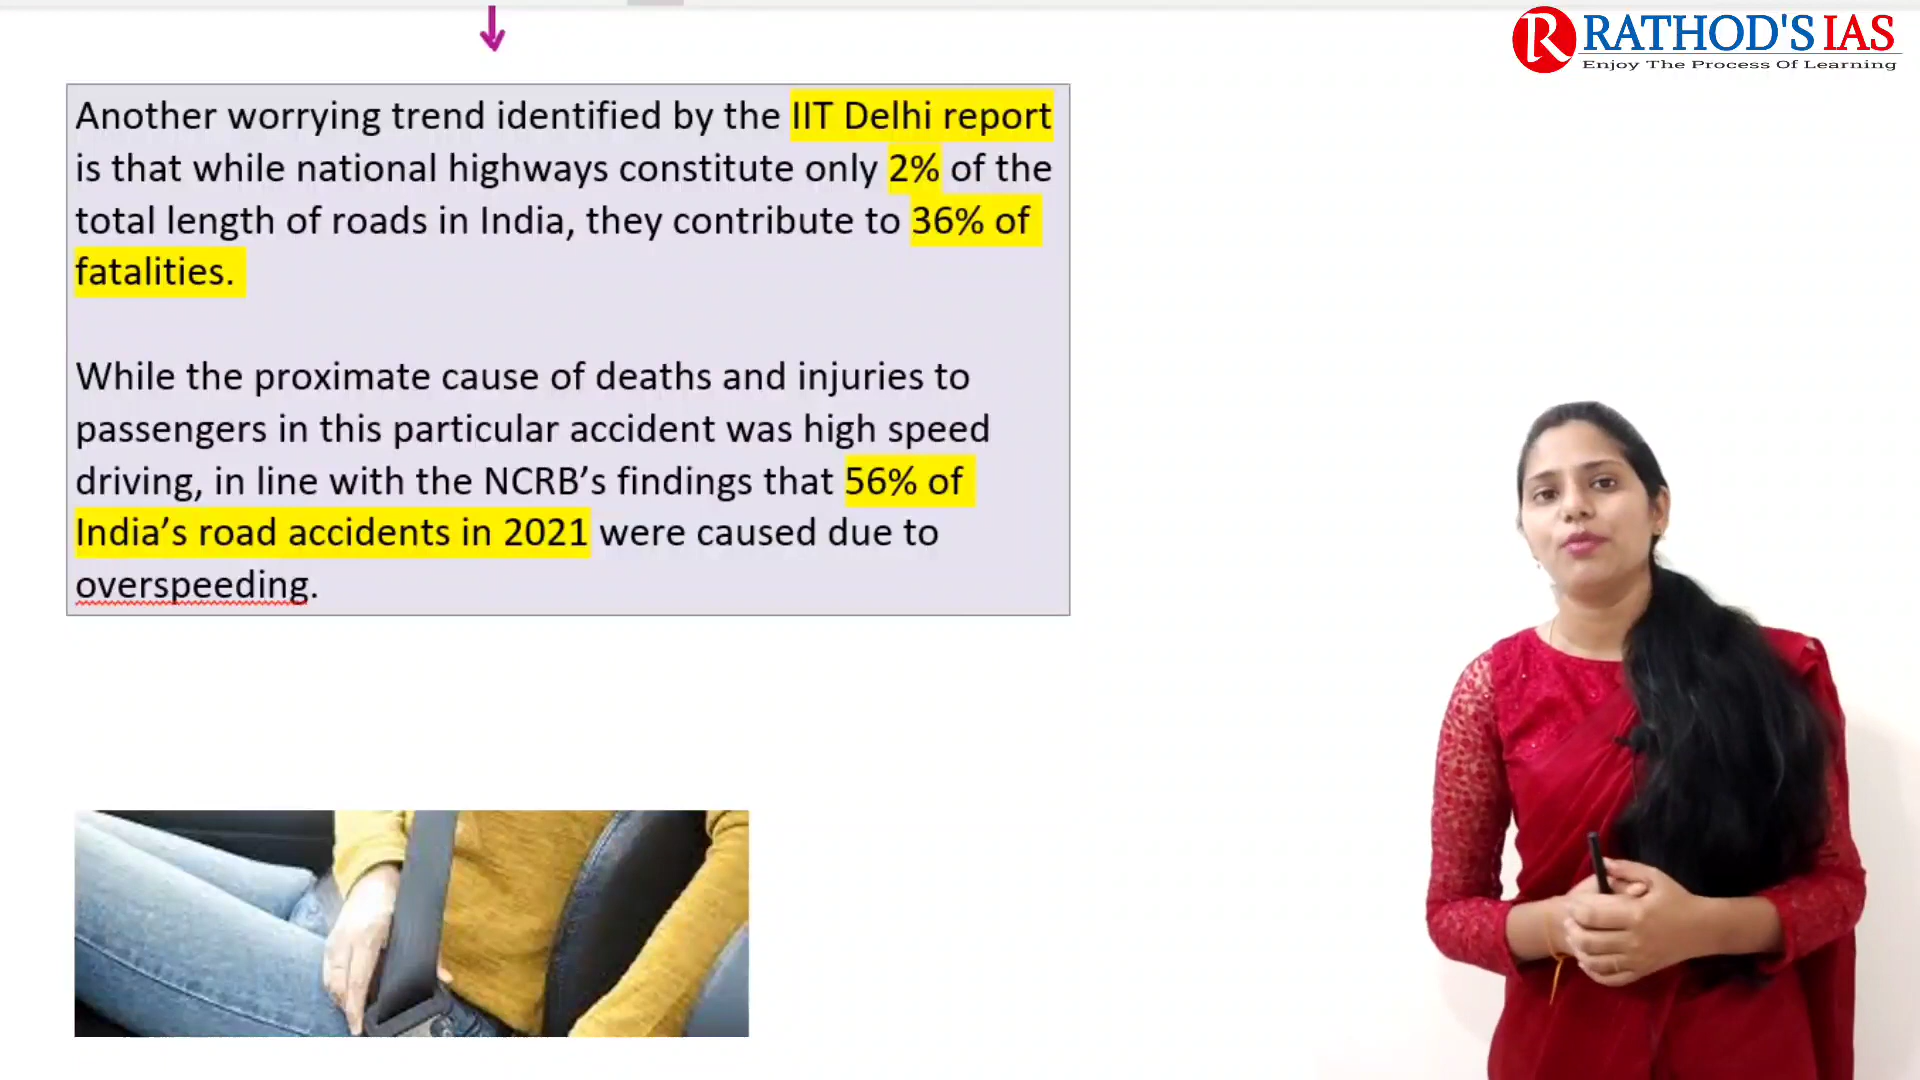 RATHOD'S IAS
Enjoy The Process Of Learning
Another worrying trend identified by the IIT Delhi report
is that while national highways constitute only 2% of the
total length of roads in India, they contribute to 36% of
fatalities.
While the proximate cause of deaths and injuries to
passengers in this particular accident was high speed
driving, in line with the NCRB’s findings that 56% of
India’s road accidents in 2021 were caused due to
overspeeding.